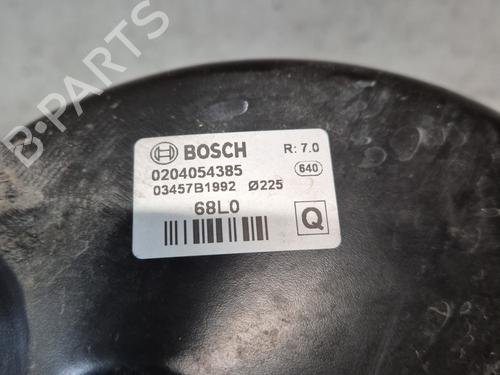 BOSCH R: 7.0
0204054385 640
03457B1992 Ø225
68L0 Q
B-PARTS